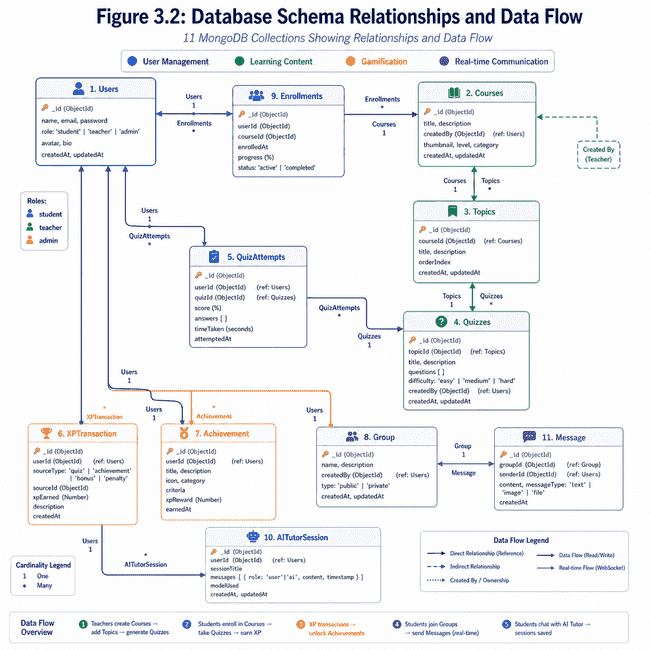 Figure 3.2: Database Schema Relationships and Data Flow
11 MongoDB Collections Showing Relationships and Data Flow
User Management
Learning Content
Gamification
Real-time Communication
1. Users
_id (ObjectId)
name, email, password
role: 'student' | 'teacher' | 'admin'
avatar, bio
createdAt, updatedAt
Users
1
Enrollments
*
9. Enrollments
_id (ObjectId)
userId (ObjectId)
courseId (ObjectId)
enrolledAt
progress (%)
status: 'active' | 'completed'
Enrollments
*
Courses
1
2. Courses
_id (ObjectId)
title, description
createdBy (ObjectId) (ref: Users)
thumbnail, level, category
createdAt, updatedAt
Created By
(Teacher)
Courses
1
Topics
*
3. Topics
_id (ObjectId)
courseId (ObjectId) (ref: Courses)
title, description
orderIndex
createdAt, updatedAt
Roles:
student
teacher
admin
Users
1
QuizAttempts
*
5. QuizAttempts
_id (ObjectId)
userId (ObjectId) (ref: Users)
quizId (ObjectId) (ref: Quizzes)
score (%)
answers [ ]
timeTaken (seconds)
attemptedAt
QuizAttempts
*
Quizzes
1
Topics
1
Quizzes
*
4. Quizzes
_id (ObjectId)
topicId (ObjectId) (ref: Topics)
title, description
questions [ ]
difficulty: 'easy' | 'medium' | 'hard'
createdBy (ObjectId) (ref: Users)
createdAt, updatedAt
Users
1
*
XPTransaction
Users
1
*
Achievement
Users
1
6. XPTransaction
_id (ObjectId)
userId (ObjectId) (ref: Users)
sourceType: 'quiz' | 'achievement'
| 'bonus' | 'penalty'
sourceId (ObjectId)
xpEarned (Number)
description
createdAt
7. Achievement
_id (ObjectId)
userId (ObjectId) (ref: Users)
title, description
icon, category
criteria
xpReward (Number)
earnedAt
8. Group
_id (ObjectId)
name, description
createdBy (ObjectId) (ref: Users)
type: 'public' | 'private'
createdAt, updatedAt
Group
1
Message
11. Message
_id (ObjectId)
groupId (ObjectId) (ref: Group)
senderId (ObjectId) (ref: Users)
content, messageType: 'text' |
'image' | 'file'
createdAt
Users
1
*
AITutorSession
10. AITutorSession
_id (ObjectId)
userId (ObjectId) (ref: Users)
sessionTitle
messages [ { role: 'user'|'ai', content, timestamp } ]
modelUsed
createdAt, updatedAt
Cardinality Legend
1 One
* Many
Data Flow Legend
Direct Relationship (Reference)
Indirect Relationship
Created By / Ownership
Data Flow (Read/Write)
Real-time Flow (WebSocket)
Data Flow
Overview
1 Teachers create Courses →
add Topics → generate Quizzes
2 Students enroll in Courses →
take Quizzes → earn XP
3 XP transactions →
unlock Achievements
4 Students join Groups
→ send Messages (real-time)
5 Students chat with AI Tutor →
sessions saved